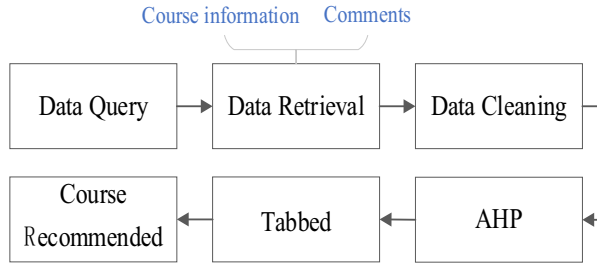 Course information Comments
Data Query Data Retrieval Data Cleaning
Course
Recommended
Tabbed
AHP